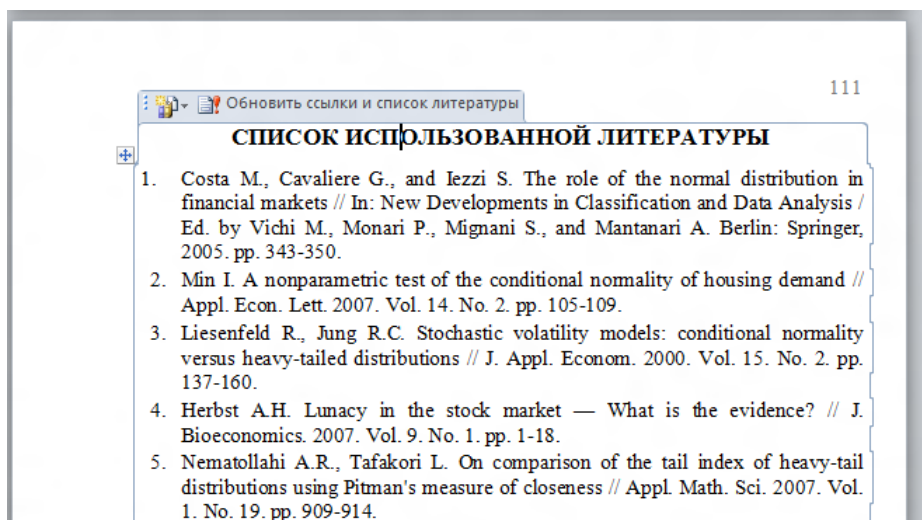 111
Обновить ссылки и список литературы
СПИСОК ИСПОЛЬЗОВАННОЙ ЛИТЕРАТУРЫ
1. Costa M., Cavaliere G., and Iezzi S. The role of the normal distribution in
financial markets // In: New Developments in Classification and Data Analysis /
Ed. by Vichi M., Monari P., Mignani S., and Mantanari A. Berlin: Springer,
2005. pp. 343-350.
2. Min I. A nonparametric test of the conditional normality of housing demand //
Appl. Econ. Lett. 2007. Vol. 14. No. 2. pp. 105-109.
3. Liesenfeld R., Jung R.C. Stochastic volatility models: conditional normality
versus heavy-tailed distributions // J. Appl. Econom. 2000. Vol. 15. No. 2. pp.
137-160.
4. Herbst A.H. Lunacy in the stock market — What is the evidence? // J.
Bioeconomics. 2007. Vol. 9. No. 1. pp. 1-18.
5. Nematollahi A.R., Tafakori L. On comparison of the tail index of heavy-tail
distributions using Pitman's measure of closeness // Appl. Math. Sci. 2007. Vol.
1. No. 19. pp. 909-914.